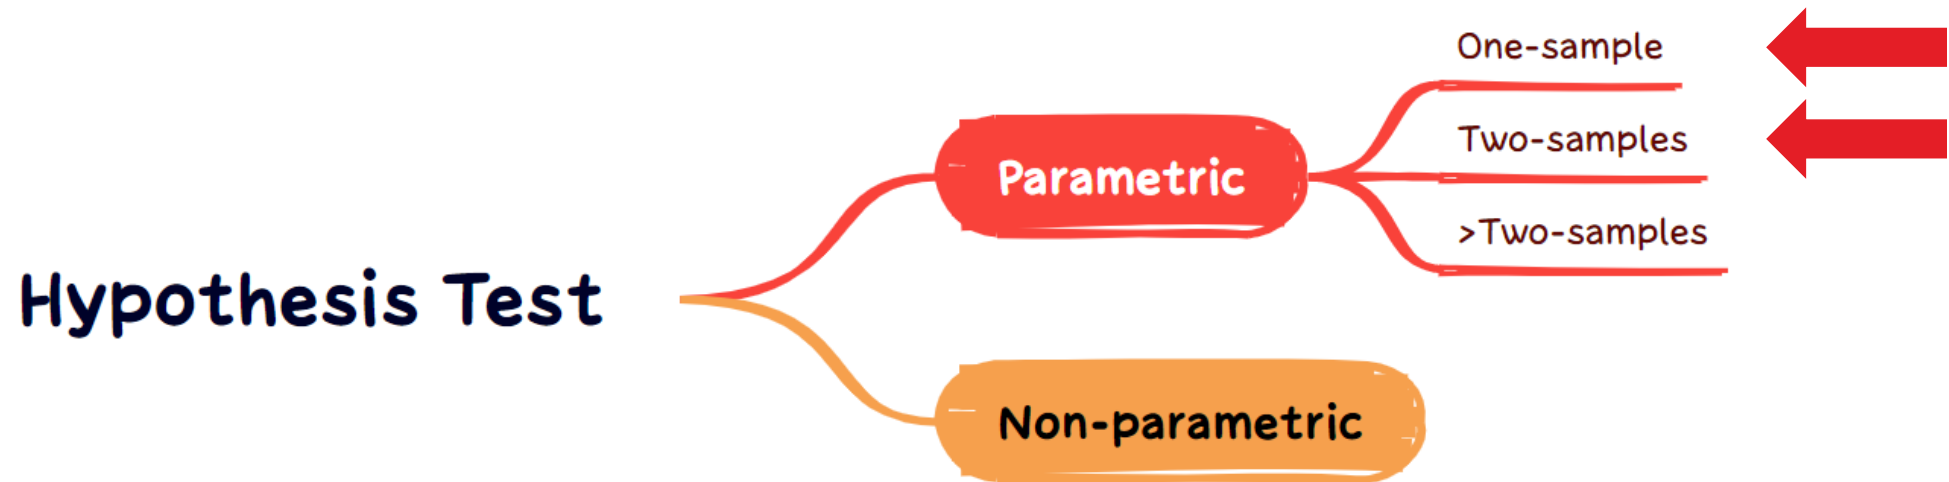 One-sample
Two-samples
Parametric
>Two-samples
Hypothesis Test
Non-parametric